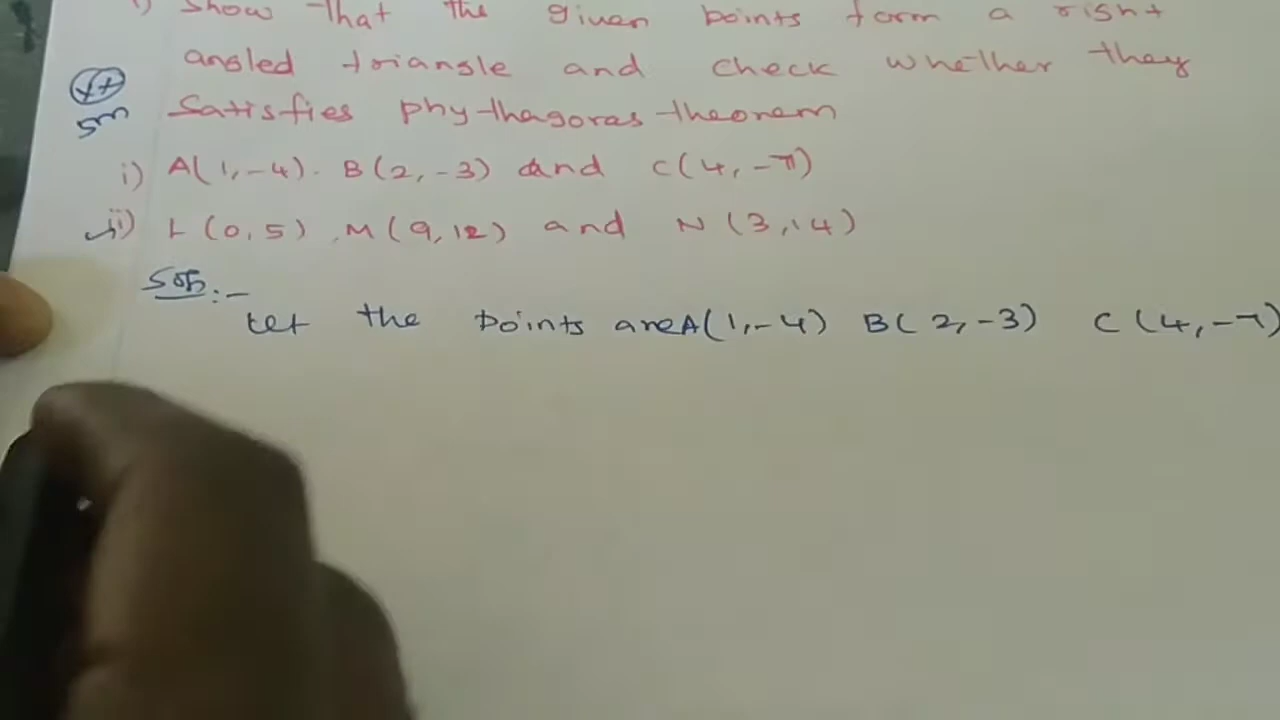 i) Show that the given points form a right
angled triangle and check whether they
satisfies phythagoras theorem
5m
i) A(1,-4). B(2,-3) and C(4,-7)
ii) L(0,5) M(9,12) and N(3,14)
Soln:-
Let the points are A(1,-4) B(2,-3) C(4,-7)